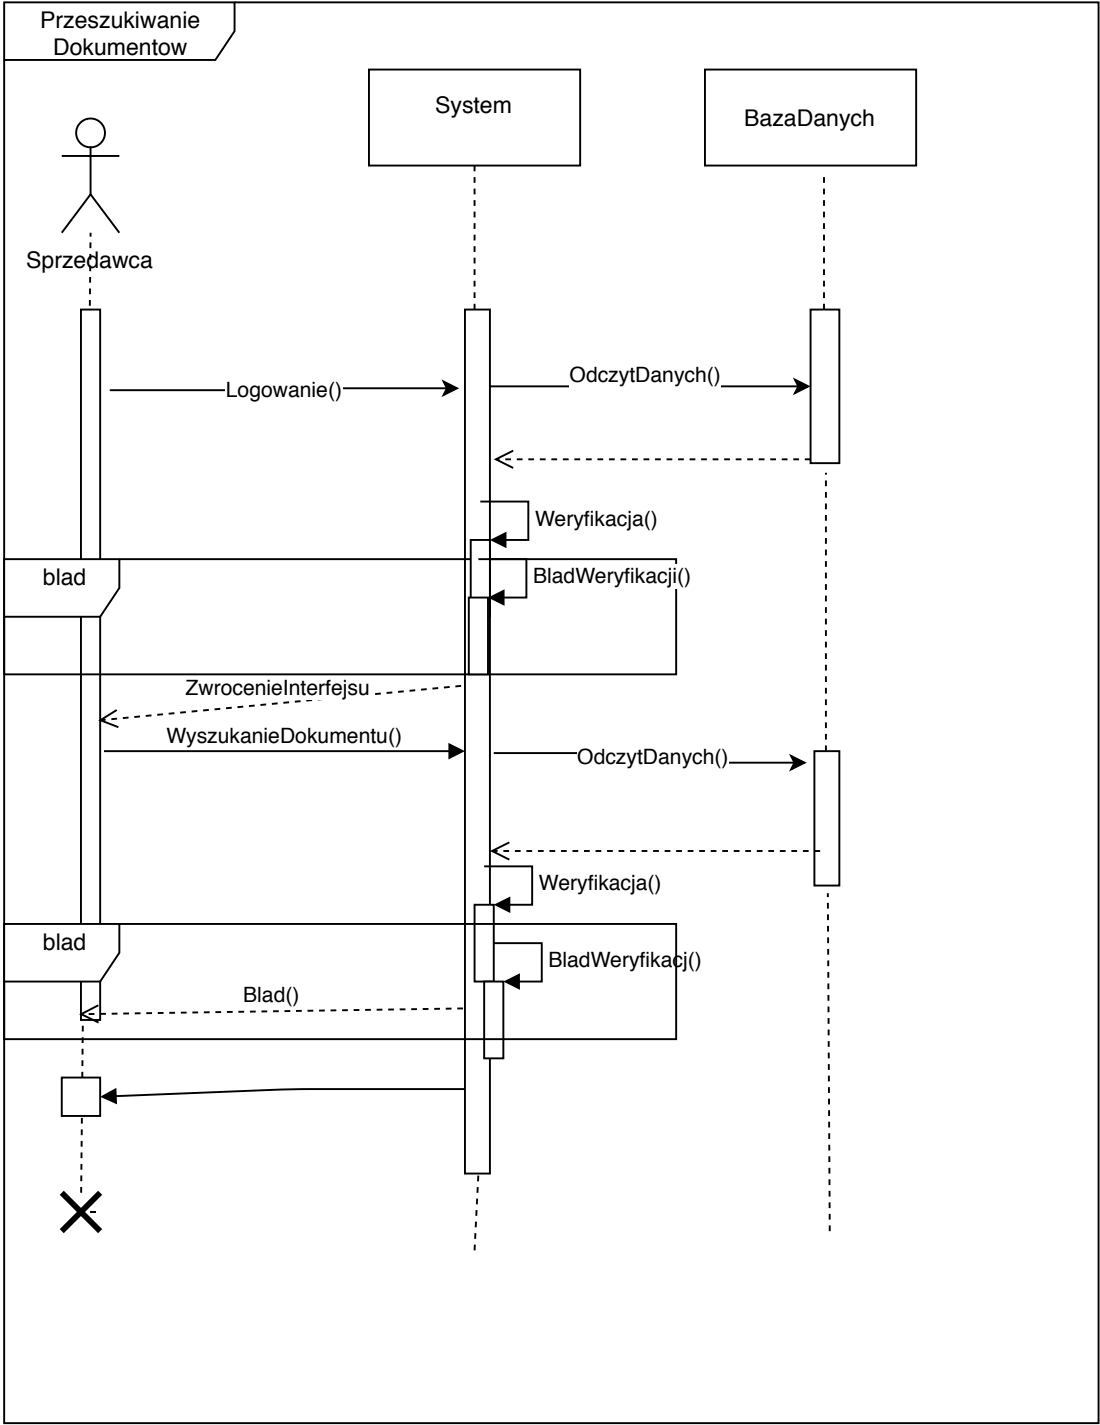 Przeszukiwanie
Dokumentow
System
BazaDanych
Sprzedawca
OdczytDanych()
Logowanie()
Weryfikacja()
blad
BladWeryfikacji()
ZwrocenieInterfejsu
WyszukanieDokumentu()
OdczytDanych()
Weryfikacja()
blad
BladWeryfikacj()
Blad()